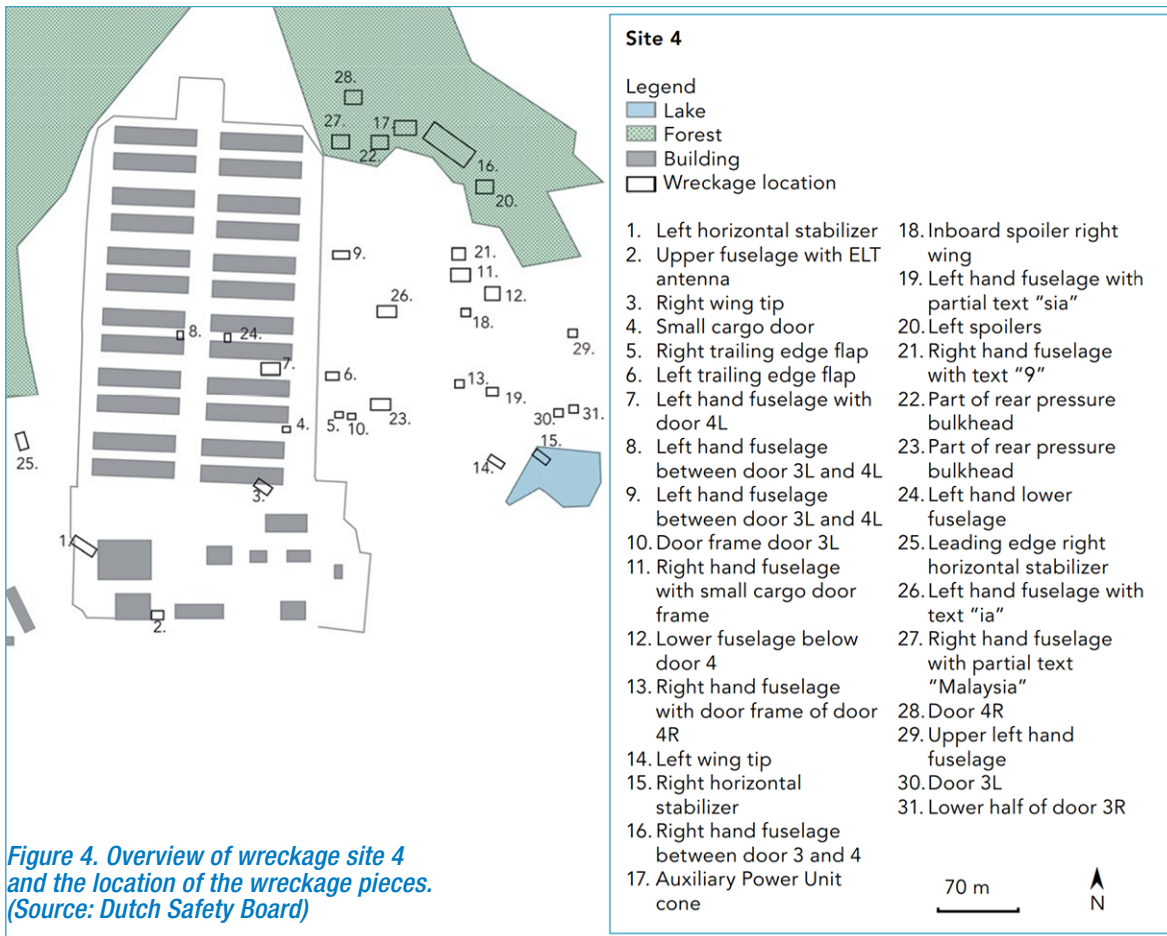 28.
27.
17.
22.
16.
20.
9.
21.
11.
26.
12.
18.
8.
24.
29.
7.
6.
13.
19.
23.
5.
10.
30.
31.
4.
25.
14.
15.
3.
1.
2.
Figure 4. Overview of wreckage site 4
and the location of the wreckage pieces.
(Source: Dutch Safety Board)
Site 4
Legend
Lake
Forest
Building
Wreckage location
1. Left horizontal stabilizer
2. Upper fuselage with ELT
antenna
3. Right wing tip
4. Small cargo door
5. Right trailing edge flap
6. Left trailing edge flap
7. Left hand fuselage with
door 4L
8. Left hand fuselage
between door 3L and 4L
9. Left hand fuselage
between door 3L and 4L
10. Door frame door 3L
11. Right hand fuselage
with small cargo door
frame
12. Lower fuselage below
door 4
13. Right hand fuselage
with door frame of door
4R
14. Left wing tip
15. Right horizontal
stabilizer
16. Right hand fuselage
between door 3 and 4
17. Auxiliary Power Unit
cone
18. Inboard spoiler right
wing
19. Left hand fuselage with
partial text "sia"
20. Left spoilers
21. Right hand fuselage
with text "9"
22. Part of rear pressure
bulkhead
23. Part of rear pressure
bulkhead
24. Left hand lower
fuselage
25. Leading edge right
horizontal stabilizer
26. Left hand fuselage with
text "ia"
27. Right hand fuselage
with partial text
"Malaysia"
28. Door 4R
29. Upper left hand
fuselage
30. Door 3L
31. Lower half of door 3R
70 m
N